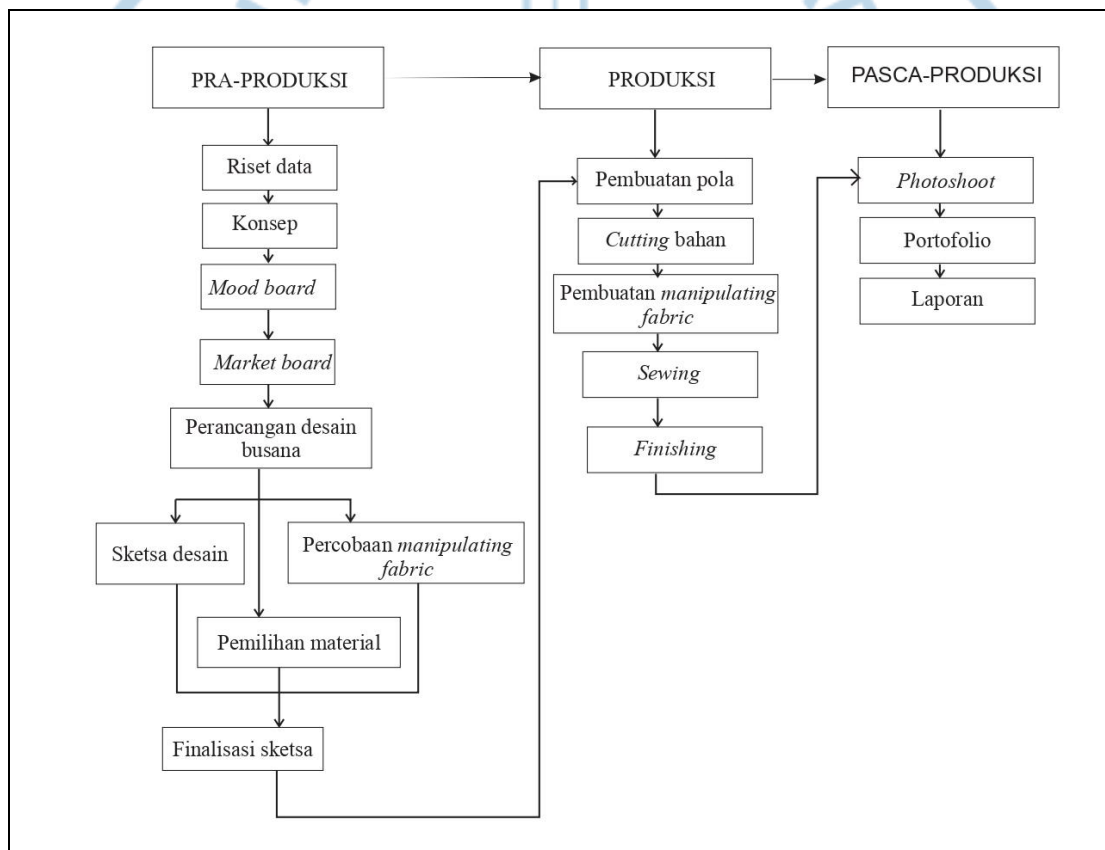 PRA-PRODUKSI
Riset data
Konsep
Mood board
Market board
Perancangan desain
busana
Sketsa desain
Percobaan manipulating
fabric
Pemilihan material
Finalisasi sketsa
PRODUKSI
Pembuatan pola
Cutting bahan
Pembuatan manipulating
fabric
Sewing
Finishing
PASCA-PRODUKSI
Photoshoot
Portofolio
Laporan